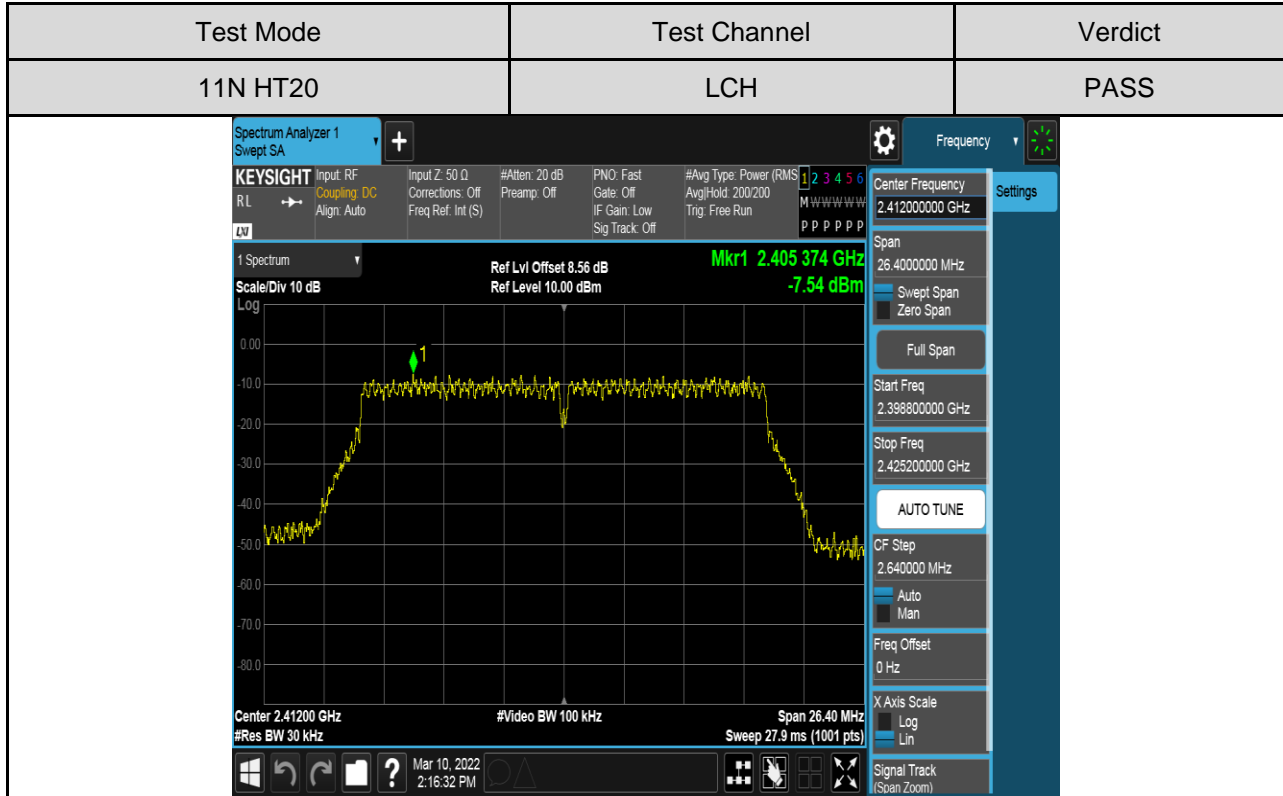 Test Mode Test Channel Verdict
11N HT20 LCH PASS
Spectrum Analyzer 1
Swept SA
+
Frequency
KEYSIGHT
RL
LXI
Input: RF
Coupling: DC
Align: Auto
Input Z: 50 Ω
Corrections: Off
Freq Ref: Int (S)
#Atten: 20 dB
Preamp: Off
PNO: Fast
Gate: Off
IF Gain: Low
Sig Track: Off
#Avg Type: Power (RMS
Avg|Hold: 200/200
Trig: Free Run
1 2 3 4 5 6
M W W W W W
P P P P P P
1 Spectrum
Scale/Div 10 dB
Log
Ref Lvl Offset 8.56 dB
Ref Level 10.00 dBm
Mkr1 2.405 374 GHz
-7.54 dBm
1
0.00
-10.0
-20.0
-30.0
-40.0
-50.0
-60.0
-70.0
-80.0
Center 2.41200 GHz
#Res BW 30 kHz
#Video BW 100 kHz
Span 26.40 MHz
Sweep 27.9 ms (1001 pts)
?
Mar 10, 2022
2:16:32 PM
Center Frequency
2.412000000 GHz
Span
26.4000000 MHz
Swept Span
Zero Span
Full Span
Start Freq
2.398800000 GHz
Stop Freq
2.425200000 GHz
AUTO TUNE
CF Step
2.640000 MHz
Auto
Man
Freq Offset
0 Hz
X Axis Scale
Log
Lin
Signal Track
(Span Zoom)
Settings